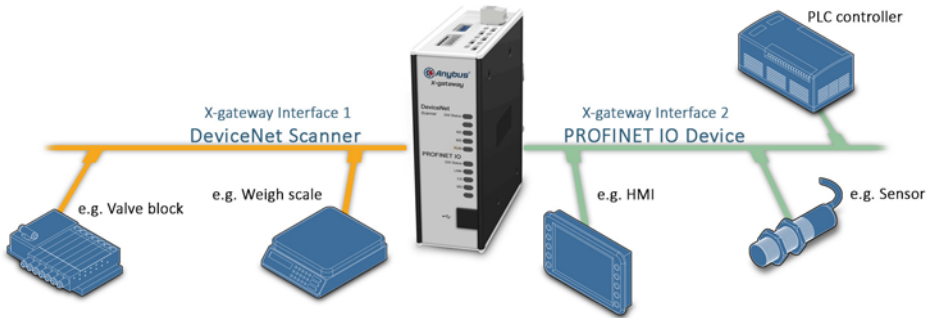 PLC controller
Anybus®
X-gateway
X-gateway Interface 1
DeviceNet Scanner
X-gateway Interface 2
PROFINET IO Device
DeviceNet
Scanner
PROFINET IO
e.g. Valve block
e.g. Weigh scale
e.g. HMI
e.g. Sensor